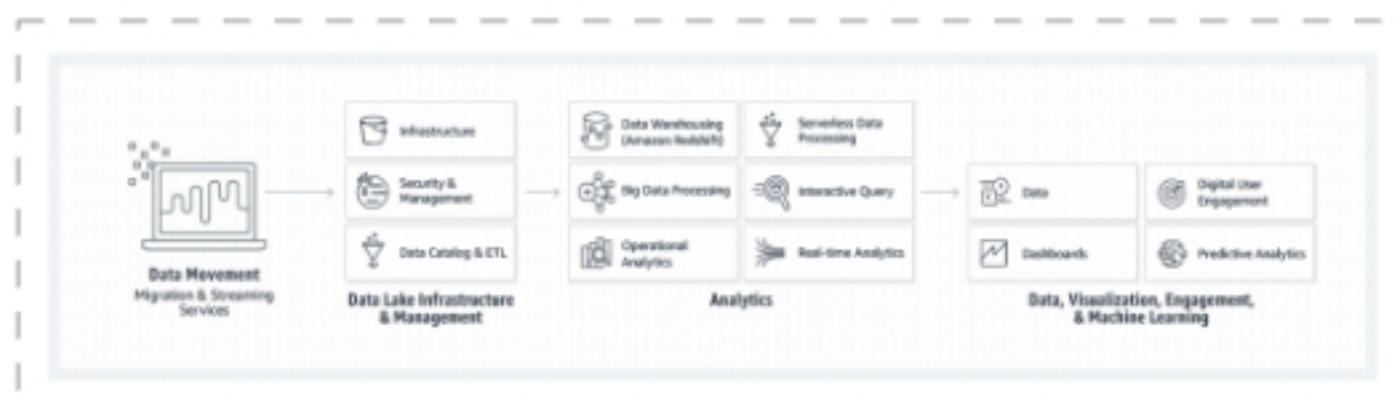 Data Movement
Migration & Streaming
Services
Infrastructure
Security &
Management
Data Catalog & ETL
Data Lake Infrastructure
& Management
Data Warehousing
(Amazon Redshift)
Serverless Data
Processing
Big Data Processing
Interactive Query
Operational
Analytics
Real-time Analytics
Analytics
Data
Digital User
Engagement
Dashboards
Predictive Analytics
Data, Visualization, Engagement,
& Machine Learning